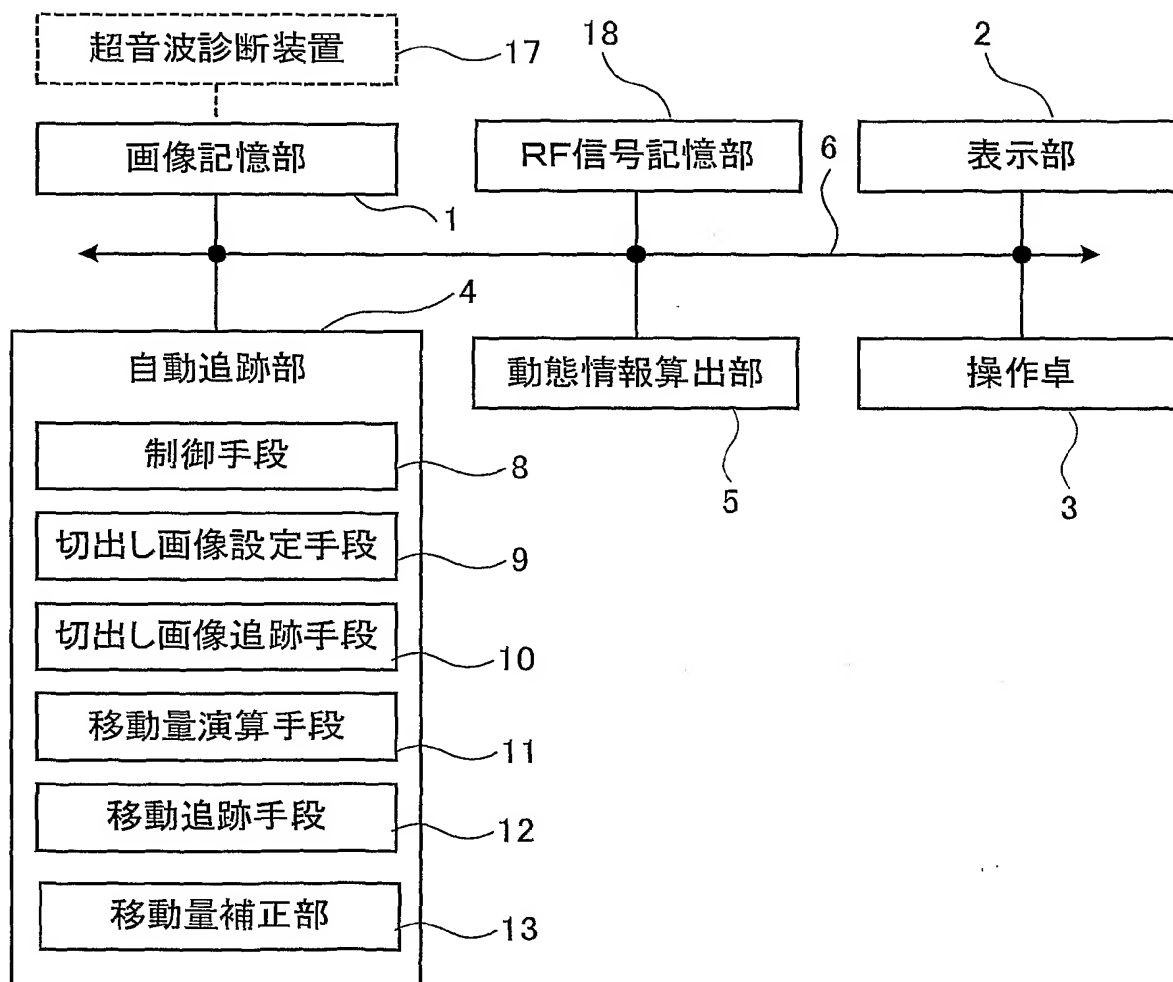 超音波診断装置
17
18
2
画像記憶部
RF信号記憶部
6
表示部
1
4
自動追跡部
動態情報算出部
操作卓
制御手段
8
5
3
切出し画像設定手段
9
切出し画像追跡手段
10
移動量演算手段
11
移動追跡手段
12
移動量補正部
13